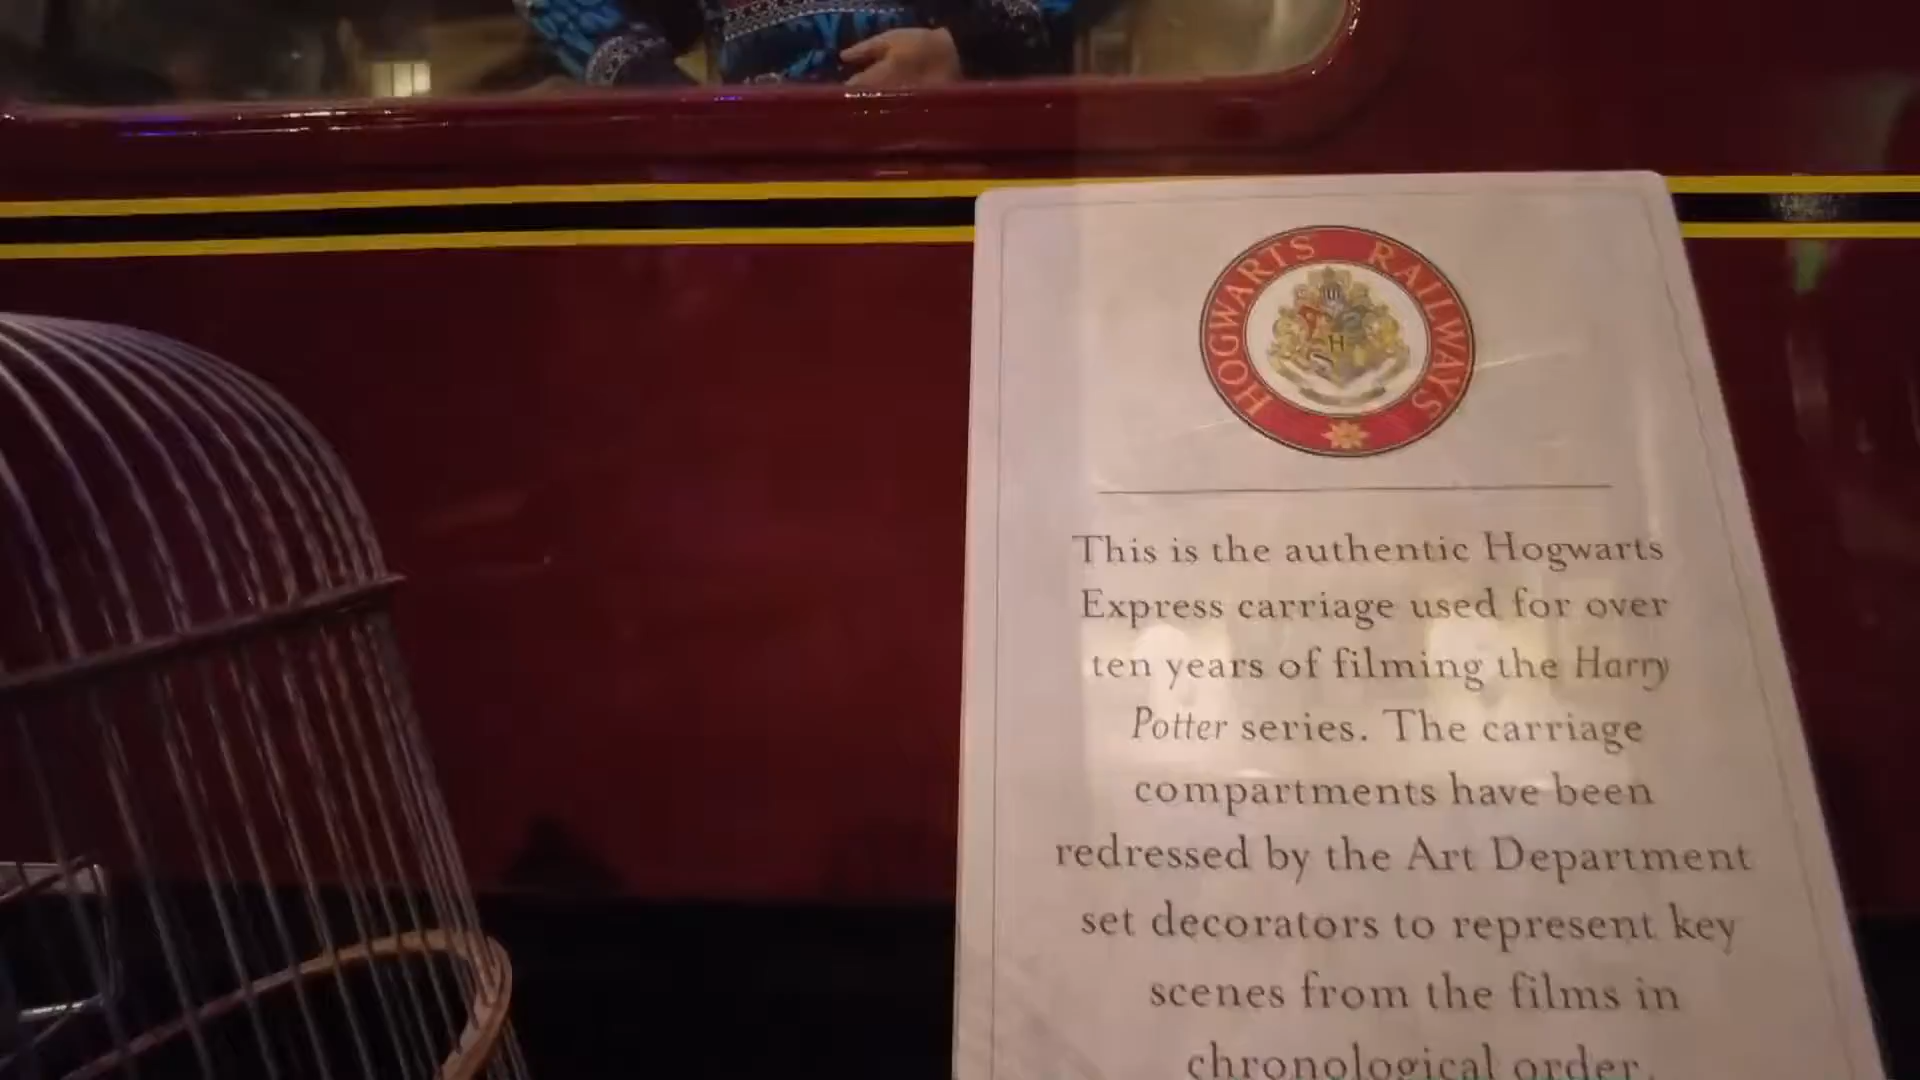 HOGWARTS RAILWAYS
H
This is the authentic Hogwarts
Express carriage used for over
ten years of filming the Harry
Potter series. The carriage
compartments have been
redressed by the Art Department
set decorators to represent key
scenes from the films in
chronological order.